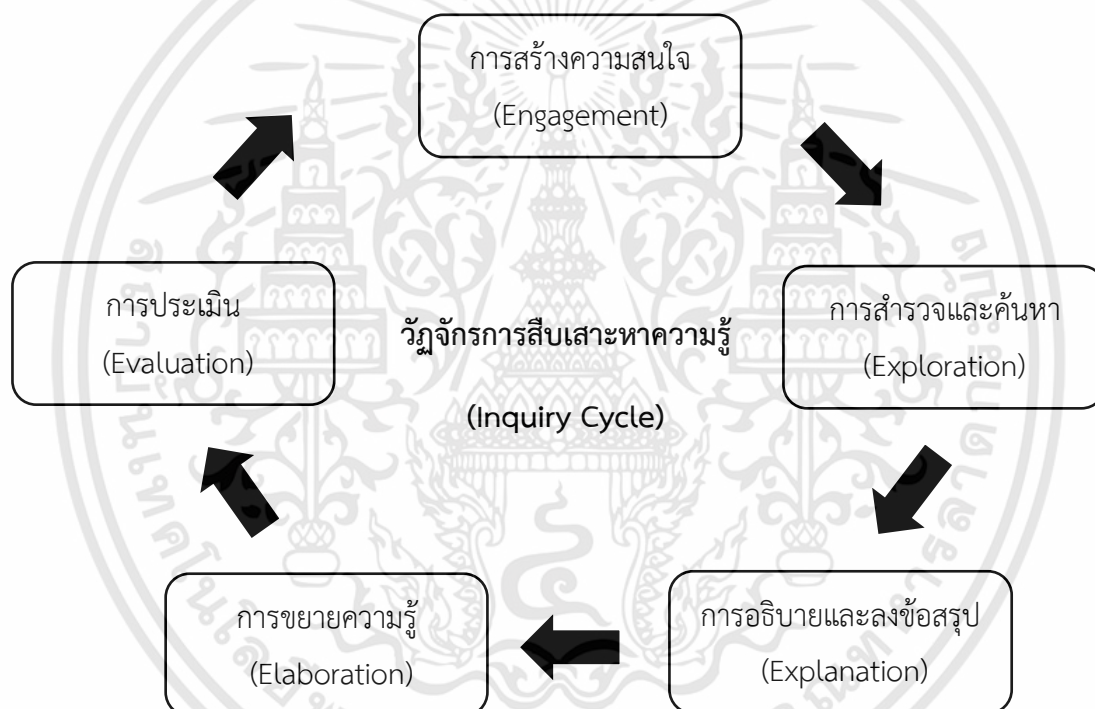 การสร้างความสนใจ
(Engagement)
การสำรวจและค้นหา
(Exploration)
การอธิบายและลงข้อสรุป
(Explanation)
การขยายความรู้
(Elaboration)
การประเมิน
(Evaluation)
วัฏจักรการสืบเสาะหาความรู้
(Inquiry Cycle)